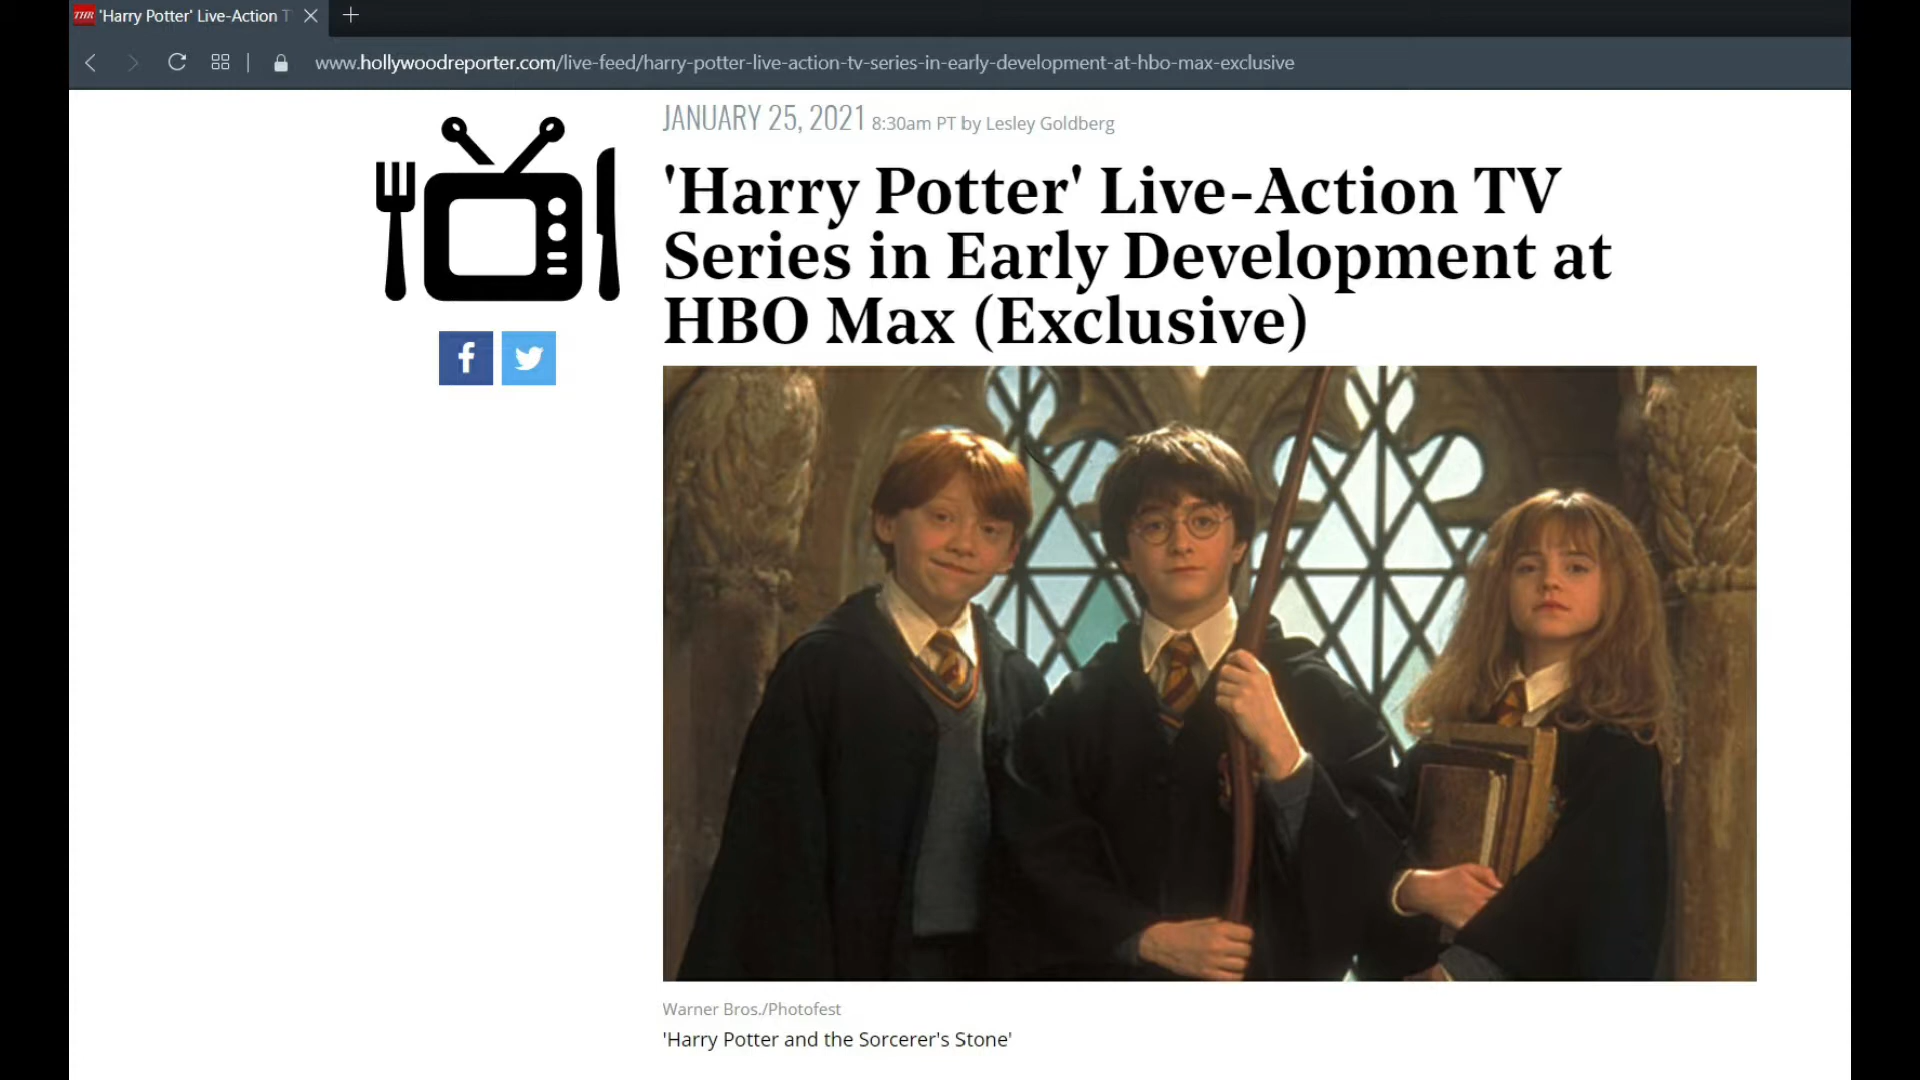 THR 'Harry Potter' Live-Action T
www.hollywoodreporter.com/live-feed/harry-potter-live-action-tv-series-in-early-development-at-hbo-max-exclusive
JANUARY 25, 2021 8:30am PT by Lesley Goldberg
'Harry Potter' Live-Action TV
Series in Early Development at
HBO Max (Exclusive)
Warner Bros./Photofest
'Harry Potter and the Sorcerer's Stone'